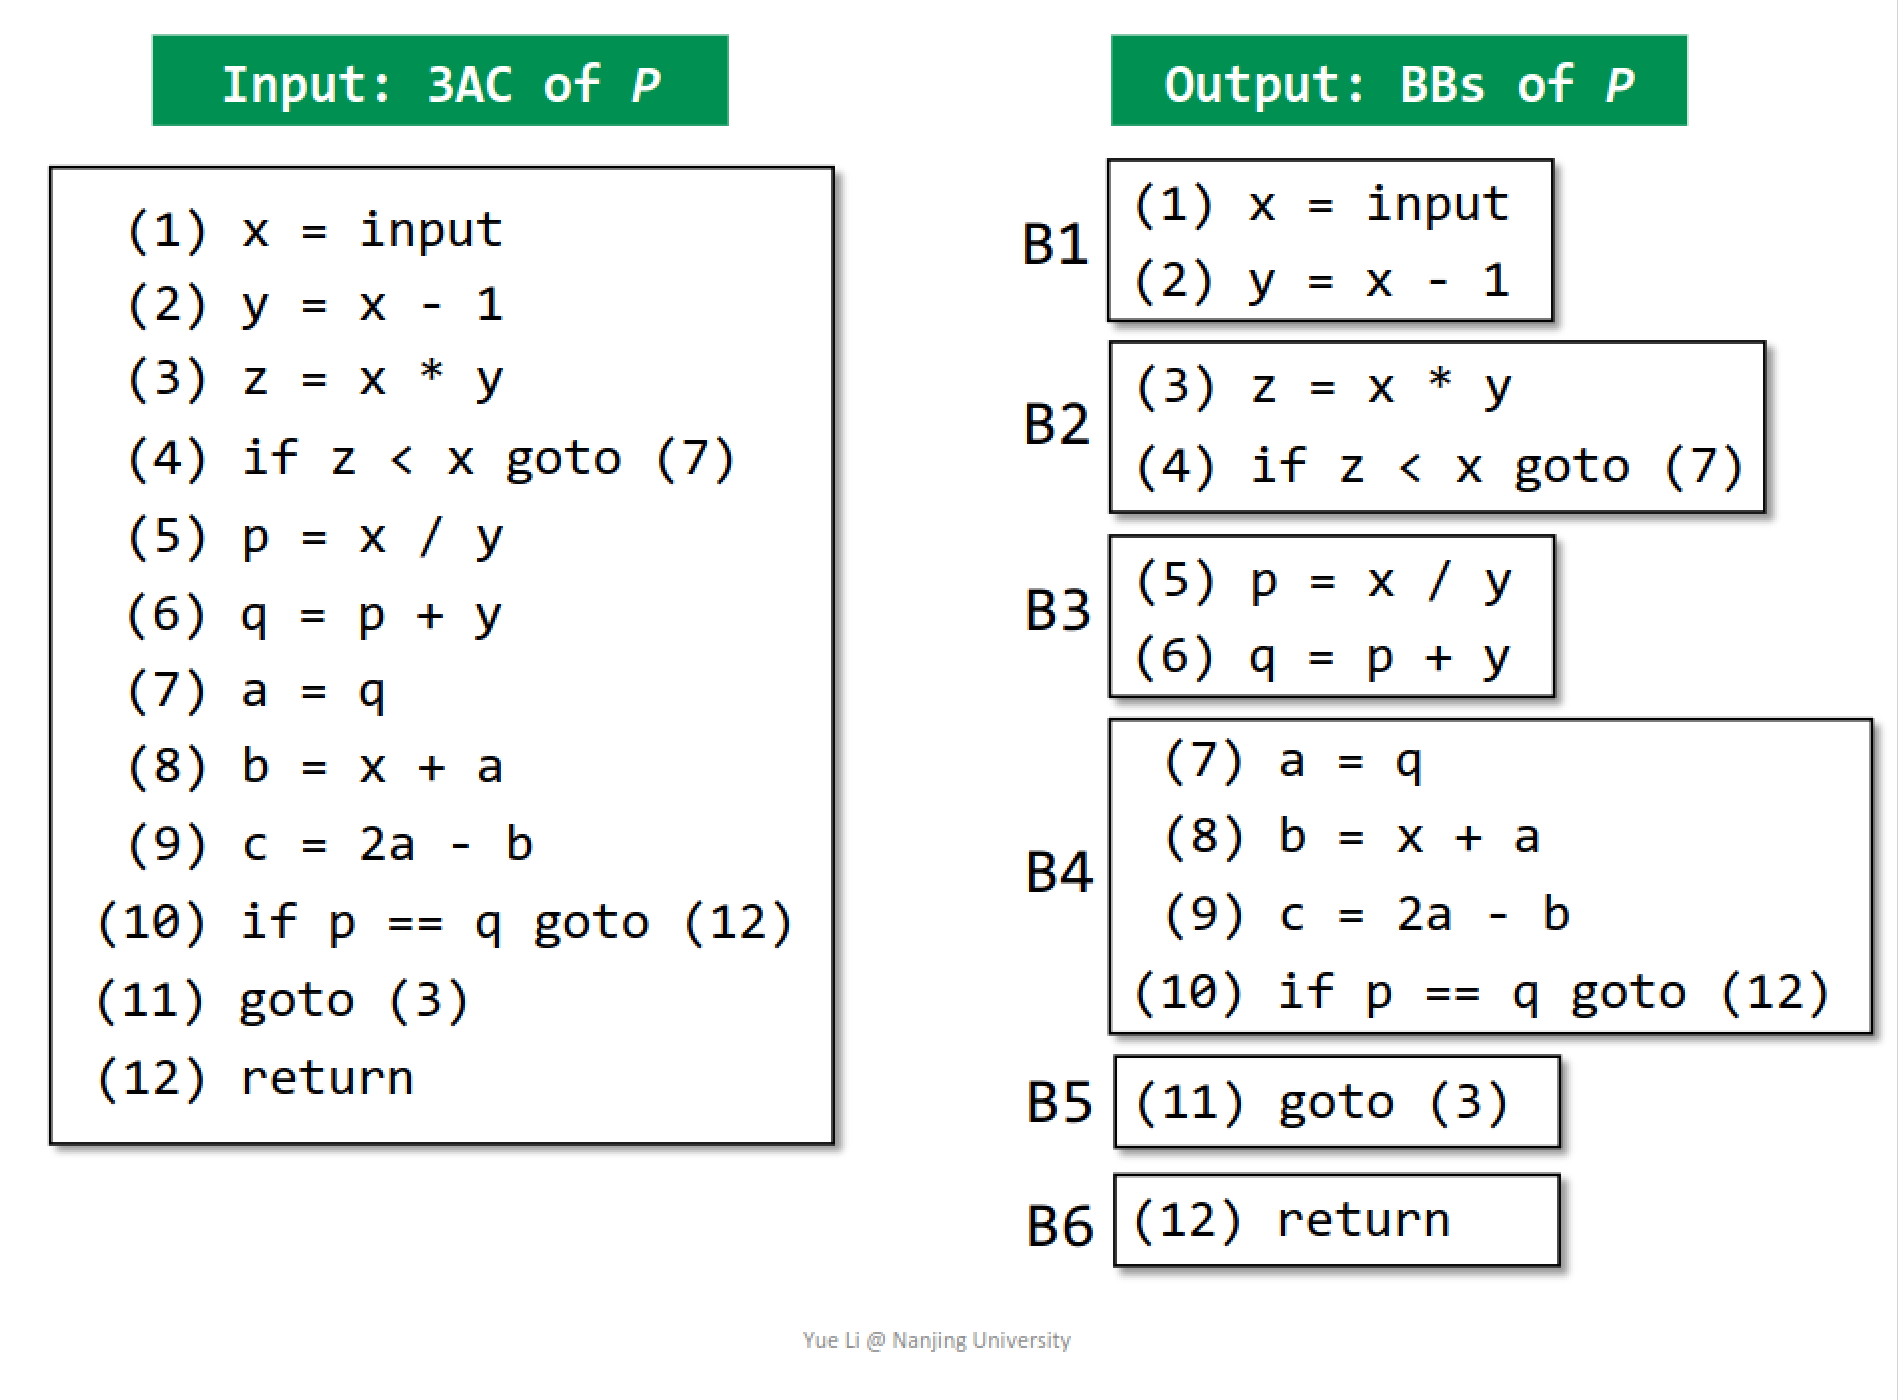 Input: 3AC of P
(1) x = input
(2) y = x - 1
(3) z = x * y
(4) if z < x goto (7)
(5) p = x / y
(6) q = p + y
(7) a = q
(8) b = x + a
(9) c = 2a - b
(10) if p == q goto (12)
(11) goto (3)
(12) return
Output: BBs of P
B1
(1) x = input
(2) y = x - 1
B2
(3) z = x * y
(4) if z < x goto (7)
B3
(5) p = x / y
(6) q = p + y
B4
(7) a = q
(8) b = x + a
(9) c = 2a - b
(10) if p == q goto (12)
B5
(11) goto (3)
B6
(12) return
Yue Li @ Nanjing University